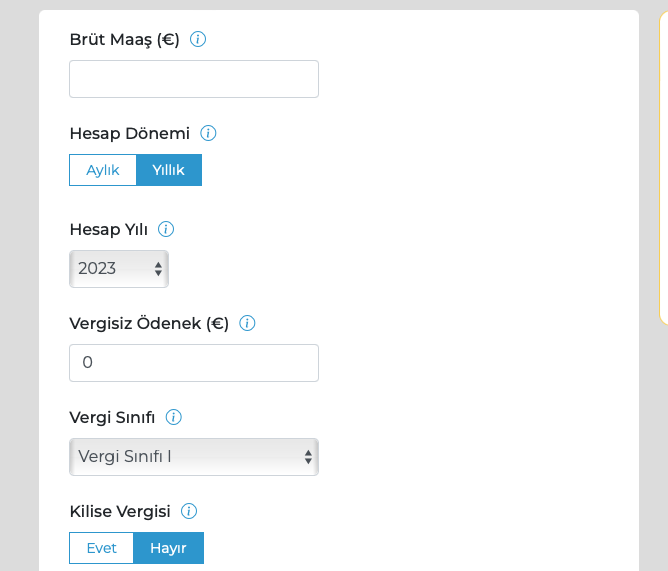 Brüt Maaş (€)
Hesap Dönemi
Aylık Yıllık
Hesap Yılı
2023
Vergisiz Ödenek (€)
0
Vergi Sınıfı
Vergi Sınıfı I
Kilise Vergisi
Evet Hayır